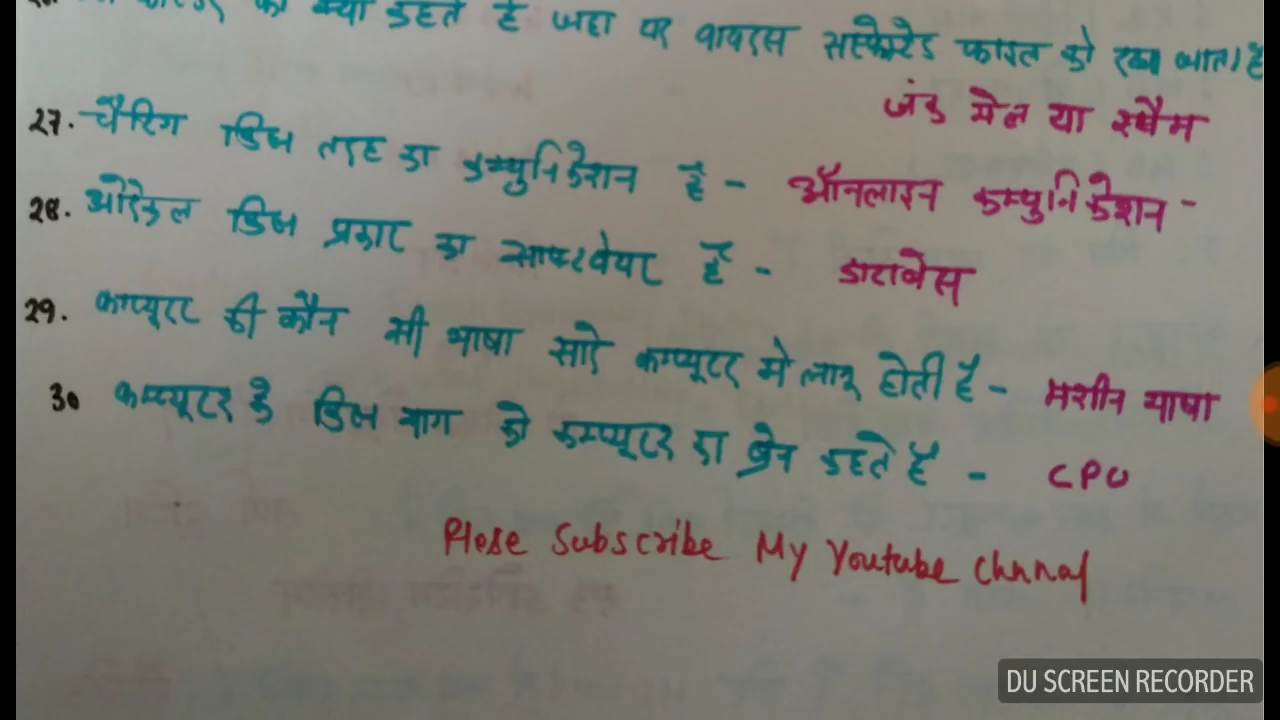 को क्या कहते है जहा पर वायरस सस्पेक्टेड फाइल को रखा जाता है
जंक मेल या स्पैम
27. चैटिग किस तरह का कम्युनिकेशन है - ऑनलाइन कम्युनिकेशन -
28. ओरेकल किस प्रकार का साफ्टवेयर है - डाटाबेस
29. कम्प्यूटर की कौन सी भाषा सारे कम्प्यूटर मे लागू होती है - मशीन भाषा
30 कम्प्यूटर के किस भाग को कम्प्यूटर का ब्रेन कहते है - CPU
Plese Subscribe My Youtube Chnnal
DU SCREEN RECORDER